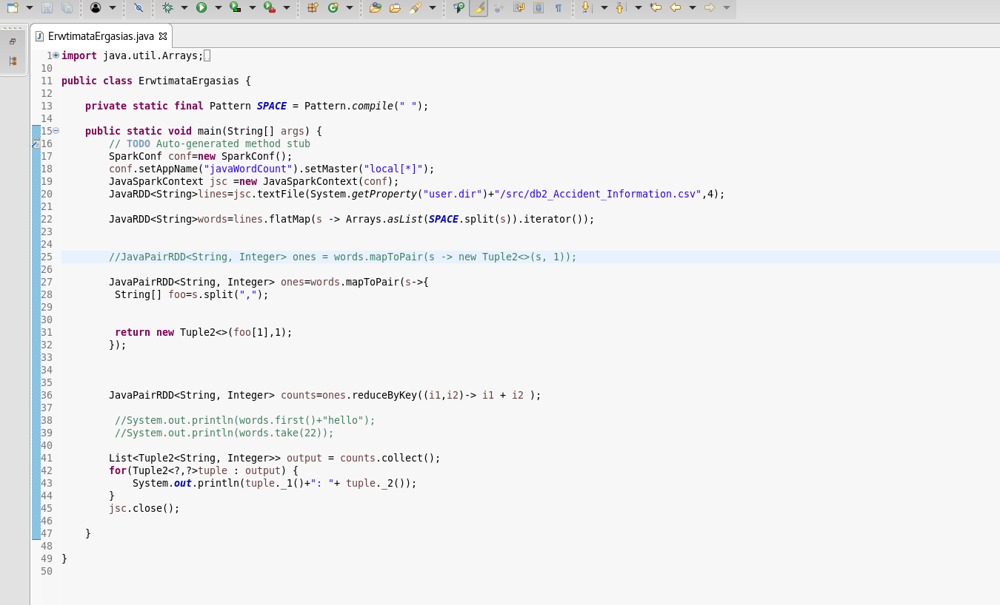 ErwtimataErgasias.java
1 import java.util.Arrays;
10
11 public class ErwtimataErgasias {
12
13     private static final Pattern SPACE = Pattern.compile(" ");
14
15     public static void main(String[] args) {
16         // TODO Auto-generated method stub
17         SparkConf conf=new SparkConf();
18         conf.setAppName("javaWordCount").setMaster("local[*]");
19         JavaSparkContext jsc =new JavaSparkContext(conf);
20         JavaRDD<String>lines=jsc.textFile(System.getProperty("user.dir")+"/src/db2_Accident_Information.csv",4);
21
22         JavaRDD<String>words=lines.flatMap(s -> Arrays.asList(SPACE.split(s)).iterator());
23
24
25         //JavaPairRDD<String, Integer> ones = words.mapToPair(s -> new Tuple2<>(s, 1));
26
27         JavaPairRDD<String, Integer> ones=words.mapToPair(s->{
28          String[] foo=s.split(",");
29
30
31          return new Tuple2<>(foo[1],1);
32         });
33
34
35
36         JavaPairRDD<String, Integer> counts=ones.reduceByKey((i1,i2)-> i1 + i2 );
37
38          //System.out.println(words.first()+"hello");
39          //System.out.println(words.take(22));
40
41         List<Tuple2<String, Integer>> output = counts.collect();
42         for(Tuple2<?,?>tuple : output) {
43             System.out.println(tuple._1()+": "+ tuple._2());
44         }
45         jsc.close();
46
47     }
48
49 }
50